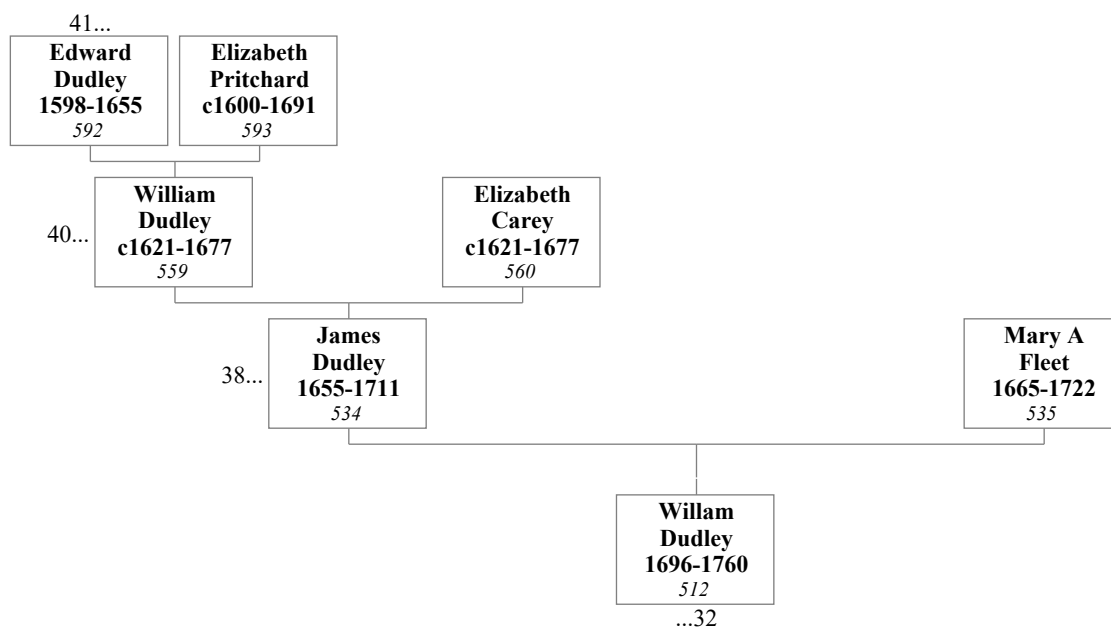 41...
Edward
Dudley
1598-1655
592
Elizabeth
Pritchard
c1600-1691
593
40...
William
Dudley
c1621-1677
559
Elizabeth
Carey
c1621-1677
560
38...
James
Dudley
1655-1711
534
Mary A
Fleet
1665-1722
535
Willam
Dudley
1696-1760
512
...32